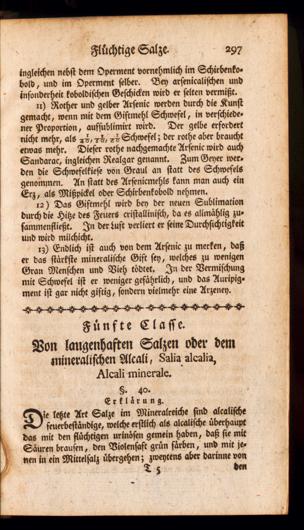 Flüchtige Salze. 297
ingleichen nebst dem Operment vornehmlich im Schirbenko-
bold, und im Operment selber. Bey arsenicalischen und
insonderheit koboldischen Geschicken wird er selten vermißt.
11) Rother und gelber Arsenic werden durch die Kunst
gemacht, wenn mit dem Giftmehl Schwefel, in verschiede-
ner Proportion, aufsublimirt wird. Der gelbe erfordert
nicht mehr, als Schwefel; der rothe aber braucht
etwas mehr. Dieser rothe nachgemachte Arsenic wird auch
Sandarac, ingleichen Realgar genannt. Zum Geyer wer-
den die Schwefelkiese von Graul an statt des Schwefels
genommen. An statt des Arsenicmehls kann man auch ein
Erz, als Mißpickel oder Schirbenkobold nehmen.
12) Das Giftmehl wird bey der neuen Sublimation
durch die Hitze des Feuers cristallinisch, da es allmählig zu-
sammenfließt. In der Luft verliert er seine Durchsichtigkeit
und wird milchicht.
13) Endlich ist auch von dem Arsenic zu merken, daß
er das stärkste mineralische Gift sey, welches zu wenigen
Gran Menschen und Vieh tödtet. In der Vermischung
mit Schwefel ist er weniger gefährlich, und das Auripig-
ment ist gar nicht giftig, sondern vielmehr eine Arzeney.
Fünfte Classe.
Von laugenhaften Salzen oder dem
mineralischen Alcali, Salia alcalia,
Alcali minerale.
§. 40.
Erklärung.
Die letzte Art Salze im Mineralreiche sind alcalische
feuerbeständige, welche erstlich als alcalische überhaupt
das mit den flüchtigen urinösen gemein haben, daß sie mit
Säuren brausen, den Violensaft grün färben, und mit je-
nen in ein Mittelsalz übergehen; zweytens aber darinne von
T 5 den